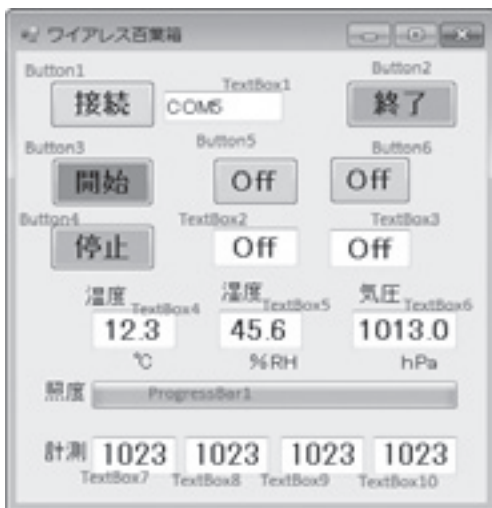 ワイアレス百葉箱
Button1 TextBox1 Button2
接続 COM5 終了
Button3 Button5 Button6
開始 Off Off
Button4 TextBox2 TextBox3
停止 Off Off
温度 TextBox4 湿度 TextBox5 気圧 TextBox6
12.3 45.6 1013.0
℃ %RH hPa
照度 ProgressBar1
計測 1023 1023 1023 1023
TextBox7 TextBox8 TextBox9 TextBox10